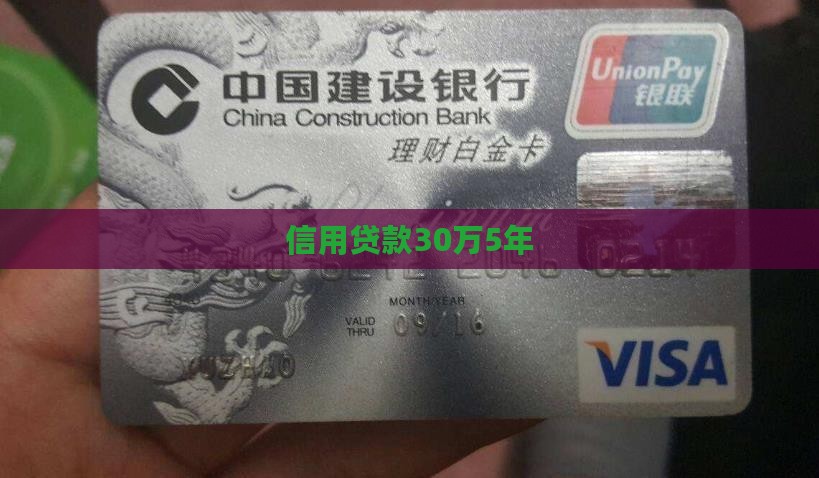 中国建设银行
China Construction Bank
UnionPay
银联
理财白金卡
信用贷款30万5年
MONTH/YEAR
VALID
THRU
09/16
VISA